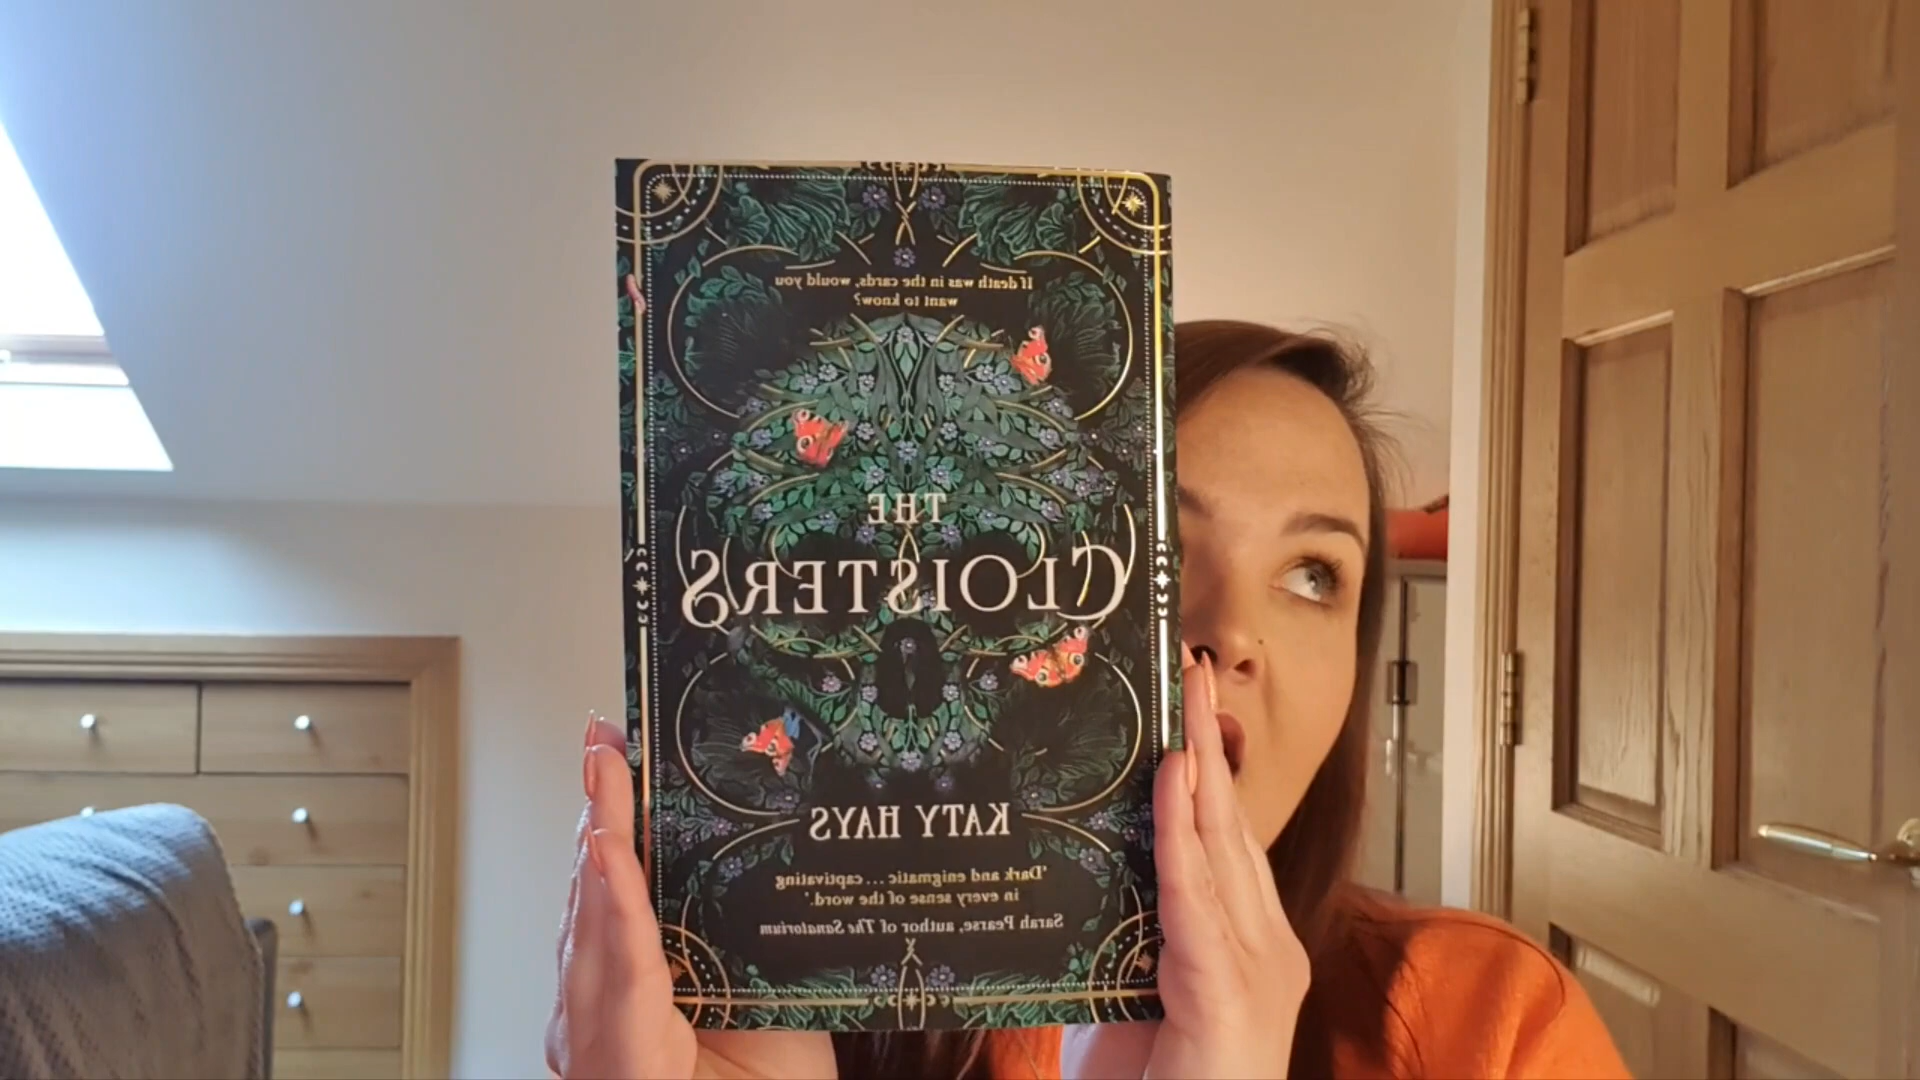 If death was in the cards, would you
want to know?
THE
CLOISTERS
KATY HAYS
'Dark and enigmatic... captivating
in every sense of the word.'
Sarah Pearse, author of The Sanatorium